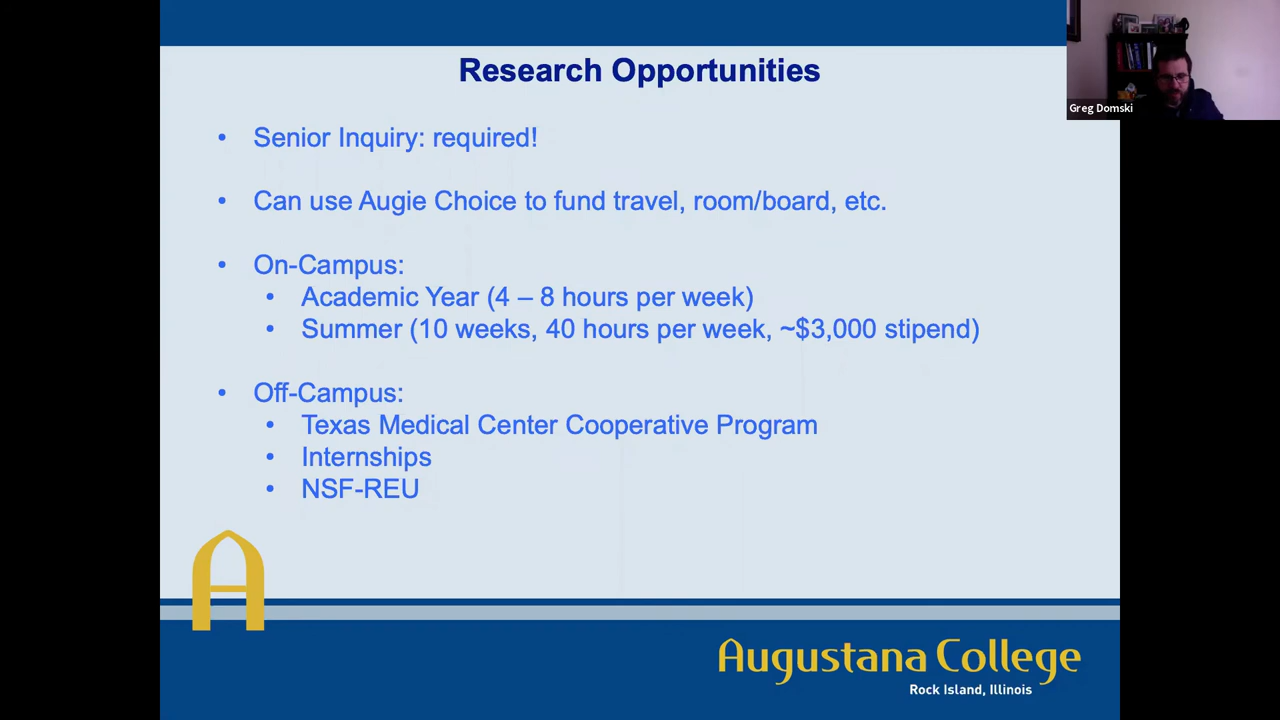 Research Opportunities
Greg Domski
• Senior Inquiry: required!
• Can use Augie Choice to fund travel, room/board, etc.
• On-Campus:
• Academic Year (4 – 8 hours per week)
• Summer (10 weeks, 40 hours per week, ~$3,000 stipend)
• Off-Campus:
• Texas Medical Center Cooperative Program
• Internships
• NSF-REU
Augustana College
Rock Island, Illinois